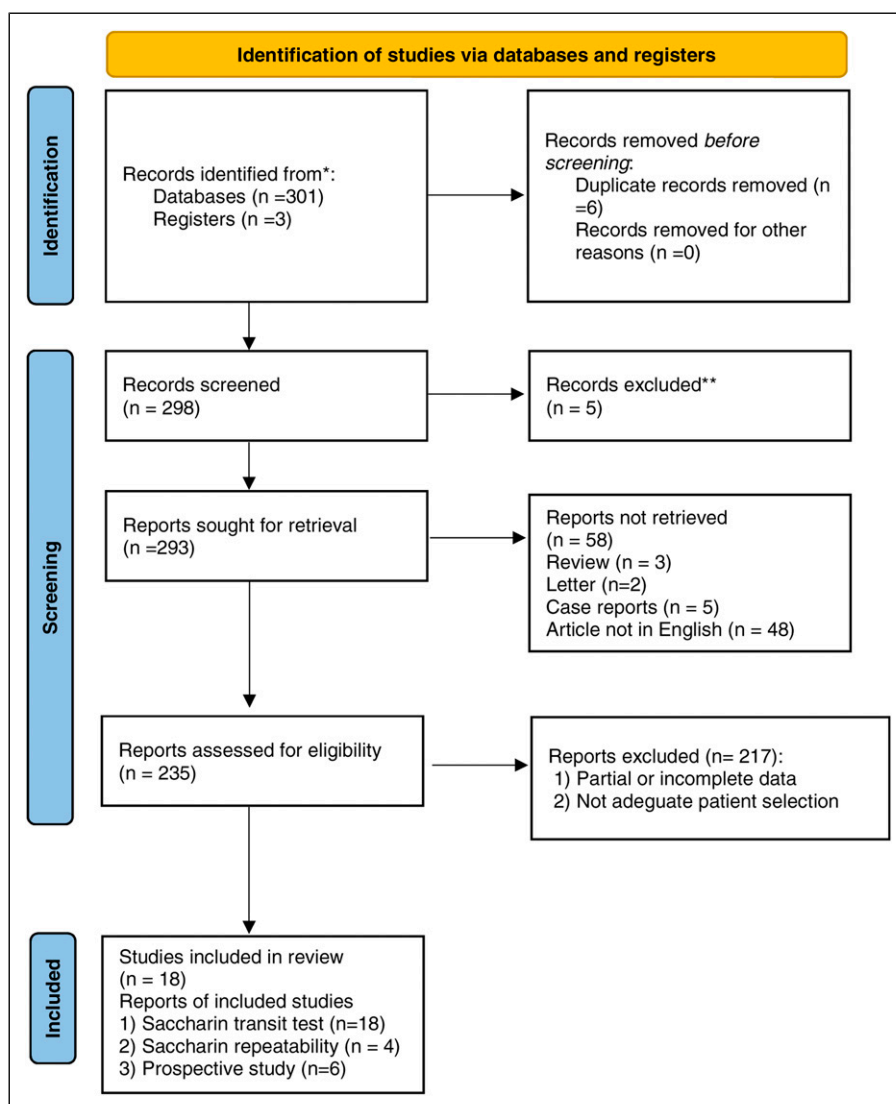 Identification of studies via databases and registers
Identification
Records identified from*:
Databases (n =301)
Registers (n =3)
Records removed before
screening:
Duplicate records removed (n
=6)
Records removed for other
reasons (n =0)
Screening
Records screened
(n = 298)
Records excluded**
(n = 5)
Reports sought for retrieval
(n =293)
Reports not retrieved
(n = 58)
Review (n = 3)
Letter (n=2)
Case reports (n = 5)
Article not in English (n = 48)
Reports assessed for eligibility
(n = 235)
Reports excluded (n= 217):
1) Partial or incomplete data
2) Not adequate patient selection
Included
Studies included in review
(n = 18)
Reports of included studies
1) Saccharin transit test (n=18)
2) Saccharin repeatability (n = 4)
3) Prospective study (n=6)